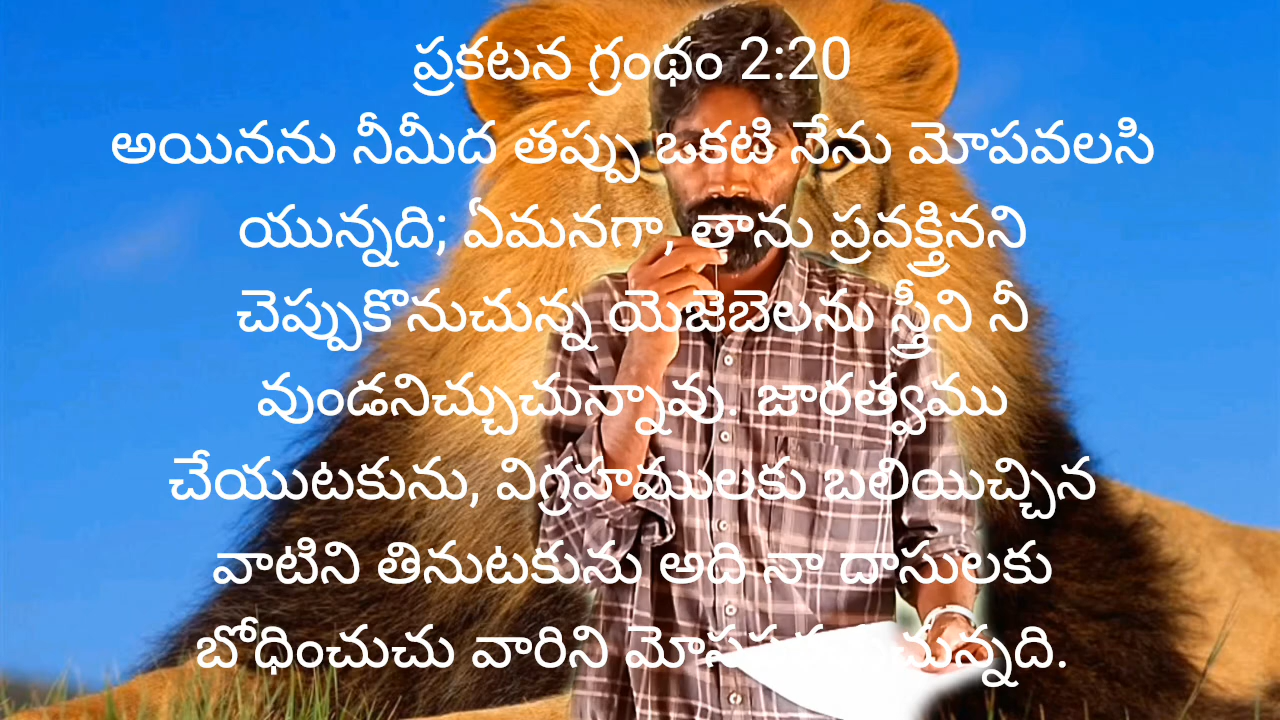 ప్రకటన గ్రంథం 2:20
అయినను నీమీద తప్పు ఒకటి నేను మోపవలసి
యున్నది; ఏమనగా, తాను ప్రవక్త్రినని
చెప్పుకొనుచున్న యెజెబెలను స్త్రీని నీ
వుండనిచ్చుచున్నావు. జారత్వము
చేయుటకును, విగ్రహములకు బలియిచ్చిన
వాటిని తినుటకును అది నా దాసులకు
బోధించుచు వారిని